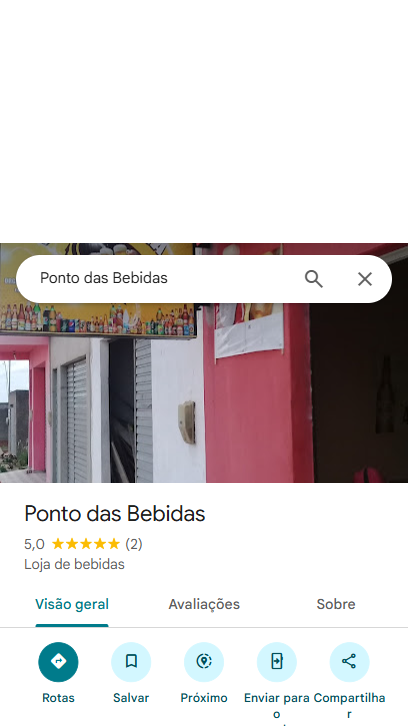 Ponto das Bebidas
Ponto das Bebidas
5,0 (2)
Loja de bebidas
Visão geral
Avaliações
Sobre
Rotas
Salvar
Próximo
Enviar para o
Compartilhar